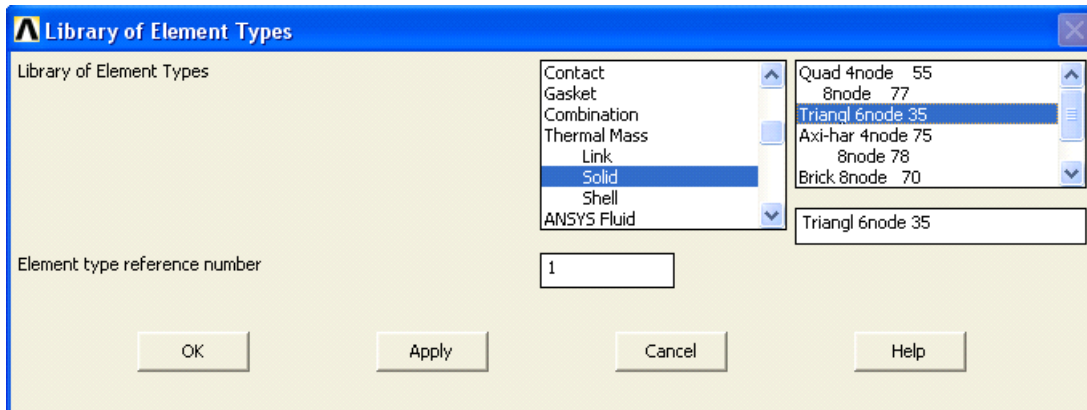 Library of Element Types
Library of Element Types
Contact
Gasket
Combination
Thermal Mass
Link
Solid
Shell
ANSYS Fluid
Quad 4node 55
8node 77
Triangl 6node 35
Axi-har 4node 75
8node 78
Brick 8node 70
Triangl 6node 35
Element type reference number
1
OK
Apply
Cancel
Help